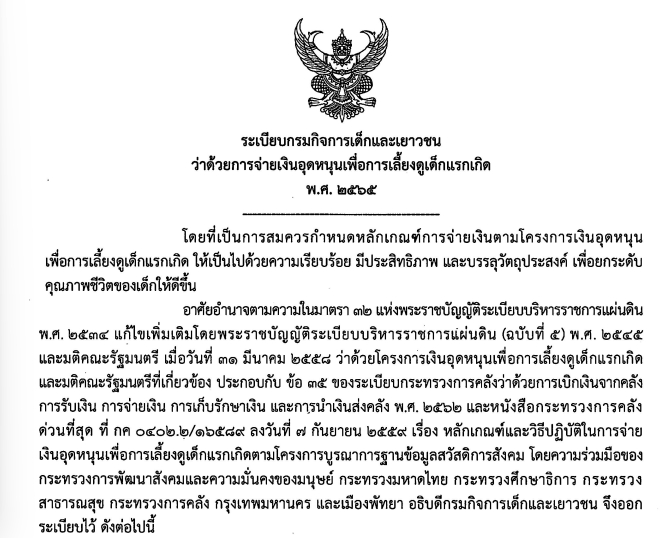 ระเบียบกรมกิจการเด็กและเยาวชน
ว่าด้วยการจ่ายเงินอุดหนุนเพื่อการเลี้ยงดูเด็กแรกเกิด
พ.ศ. ๒๕๖๕
โดยที่เป็นการสมควรกำหนดหลักเกณฑ์การจ่ายเงินตามโครงการเงินอุดหนุน
เพื่อการเลี้ยงดูเด็กแรกเกิด ให้เป็นไปด้วยความเรียบร้อย มีประสิทธิภาพ และบรรลุวัตถุประสงค์ เพื่อยกระดับ
คุณภาพชีวิตของเด็กให้ดีขึ้น
อาศัยอำนาจตามความในมาตรา ๓๒ แห่งพระราชบัญญัติระเบียบบริหารราชการแผ่นดิน
พ.ศ. ๒๕๓๔ แก้ไขเพิ่มเติมโดยพระราชบัญญัติระเบียบบริหารราชการแผ่นดิน (ฉบับที่ ๕) พ.ศ. ๒๕๔๕
และมติคณะรัฐมนตรี เมื่อวันที่ ๓๑ มีนาคม ๒๕๕๘ ว่าด้วยโครงการเงินอุดหนุนเพื่อการเลี้ยงดูเด็กแรกเกิด
และมติคณะรัฐมนตรีที่เกี่ยวข้อง ประกอบกับ ข้อ ๓๕ ของระเบียบกระทรวงการคลังว่าด้วยการเบิกเงินจากคลัง
การรับเงิน การจ่ายเงิน การเก็บรักษาเงิน และการนำเงินส่งคลัง พ.ศ. ๒๕๖๒ และหนังสือกระทรวงการคลัง
ด่วนที่สุด ที่ กค ๐๔๐๒.๒/๑๖๕๘๙ ลงวันที่ ๗ กันยายน ๒๕๕๙ เรื่อง หลักเกณฑ์และวิธีปฏิบัติในการจ่าย
เงินอุดหนุนเพื่อการเลี้ยงดูเด็กแรกเกิดตามโครงการบูรณาการฐานข้อมูลสวัสดิการสังคม โดยความร่วมมือของ
กระทรวงการพัฒนาสังคมและความมั่นคงของมนุษย์ กระทรวงมหาดไทย กระทรวงศึกษาธิการ กระทรวง
สาธารณสุข กระทรวงการคลัง กรุงเทพมหานคร และเมืองพัทยา อธิบดีกรมกิจการเด็กและเยาวชน จึงออก
ระเบียบไว้ ดังต่อไปนี้